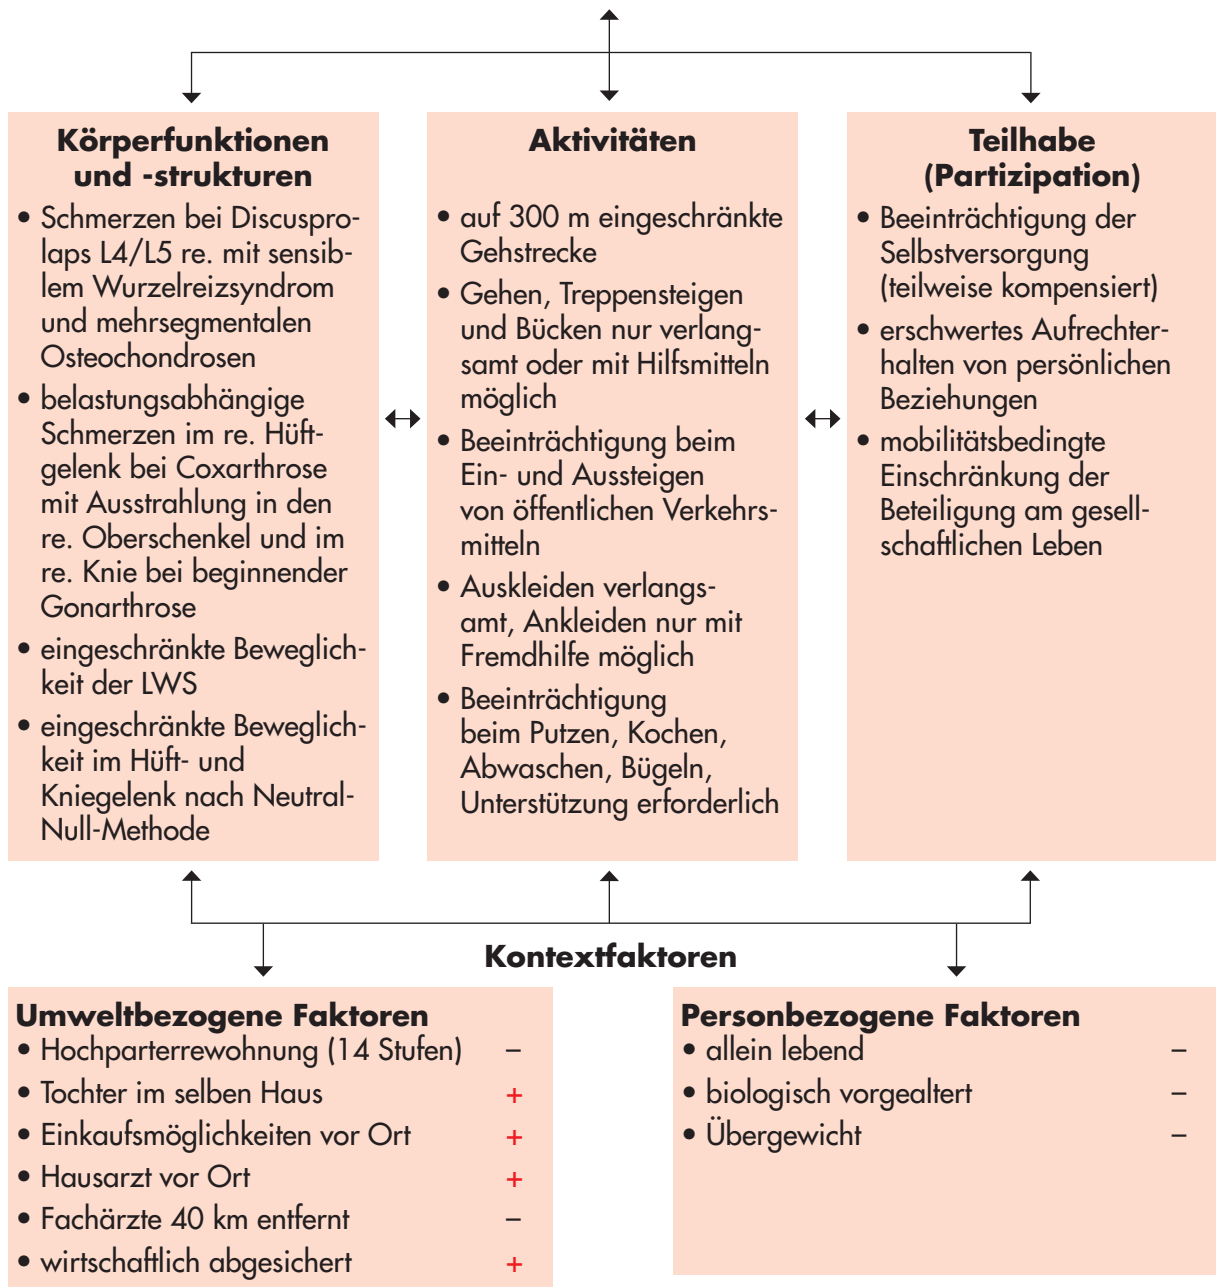 Körperfunktionen
und -strukturen
• Schmerzen bei Discuspro-
laps L4/L5 re. mit sensib-
lem Wurzelreizsyndrom
und mehrsegmentalen
Osteochondrosen
• belastungsabhängige
Schmerzen im re. Hüft-
gelenk bei Coxarthrose
mit Ausstrahlung in den
re. Oberschenkel und im
re. Knie bei beginnender
Gonarthrose
• eingeschränkte Beweglich-
keit der LWS
• eingeschränkte Beweglich-
keit im Hüft- und
Kniegelenk nach Neutral-
Null-Methode
Aktivitäten
• auf 300 m eingeschränkte
Gehstrecke
• Gehen, Treppensteigen
und Bücken nur verlang-
samt oder mit Hilfsmitteln
möglich
• Beeinträchtigung beim
Ein- und Aussteigen
von öffentlichen Verkehrs-
mitteln
• Auskleiden verlangs-
amt, Ankleiden nur mit
Fremdhilfe möglich
• Beeinträchtigung
beim Putzen, Kochen,
Abwaschen, Bügeln,
Unterstützung erforderlich
Teilhabe
(Partizipation)
• Beeinträchtigung der
Selbstversorgung
(teilweise kompensiert)
• erschwertes Aufrechter-
halten von persönlichen
Beziehungen
• mobilitätsbedingte
Einschränkung der
Beteiligung am gesell-
schaftlichen Leben
Kontextfaktoren
Umweltbezogene Faktoren
• Hochparterrewohnung (14 Stufen) –
• Tochter im selben Haus +
• Einkaufsmöglichkeiten vor Ort +
• Hausarzt vor Ort +
• Fachärzte 40 km entfernt –
• wirtschaftlich abgesichert +
Personbezogene Faktoren
• allein lebend –
• biologisch vorgealtert –
• Übergewicht –